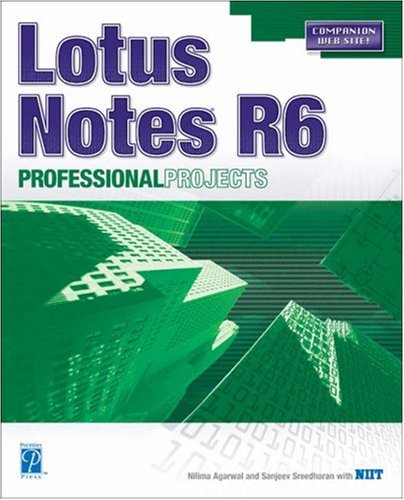 COMPANION
WEB SITE!
Lotus
Notes R6
PROFESSIONALPROJECTS
Premier
P
Press
Nilima Agarwal and Sanjeev Sreedharan with NIIT